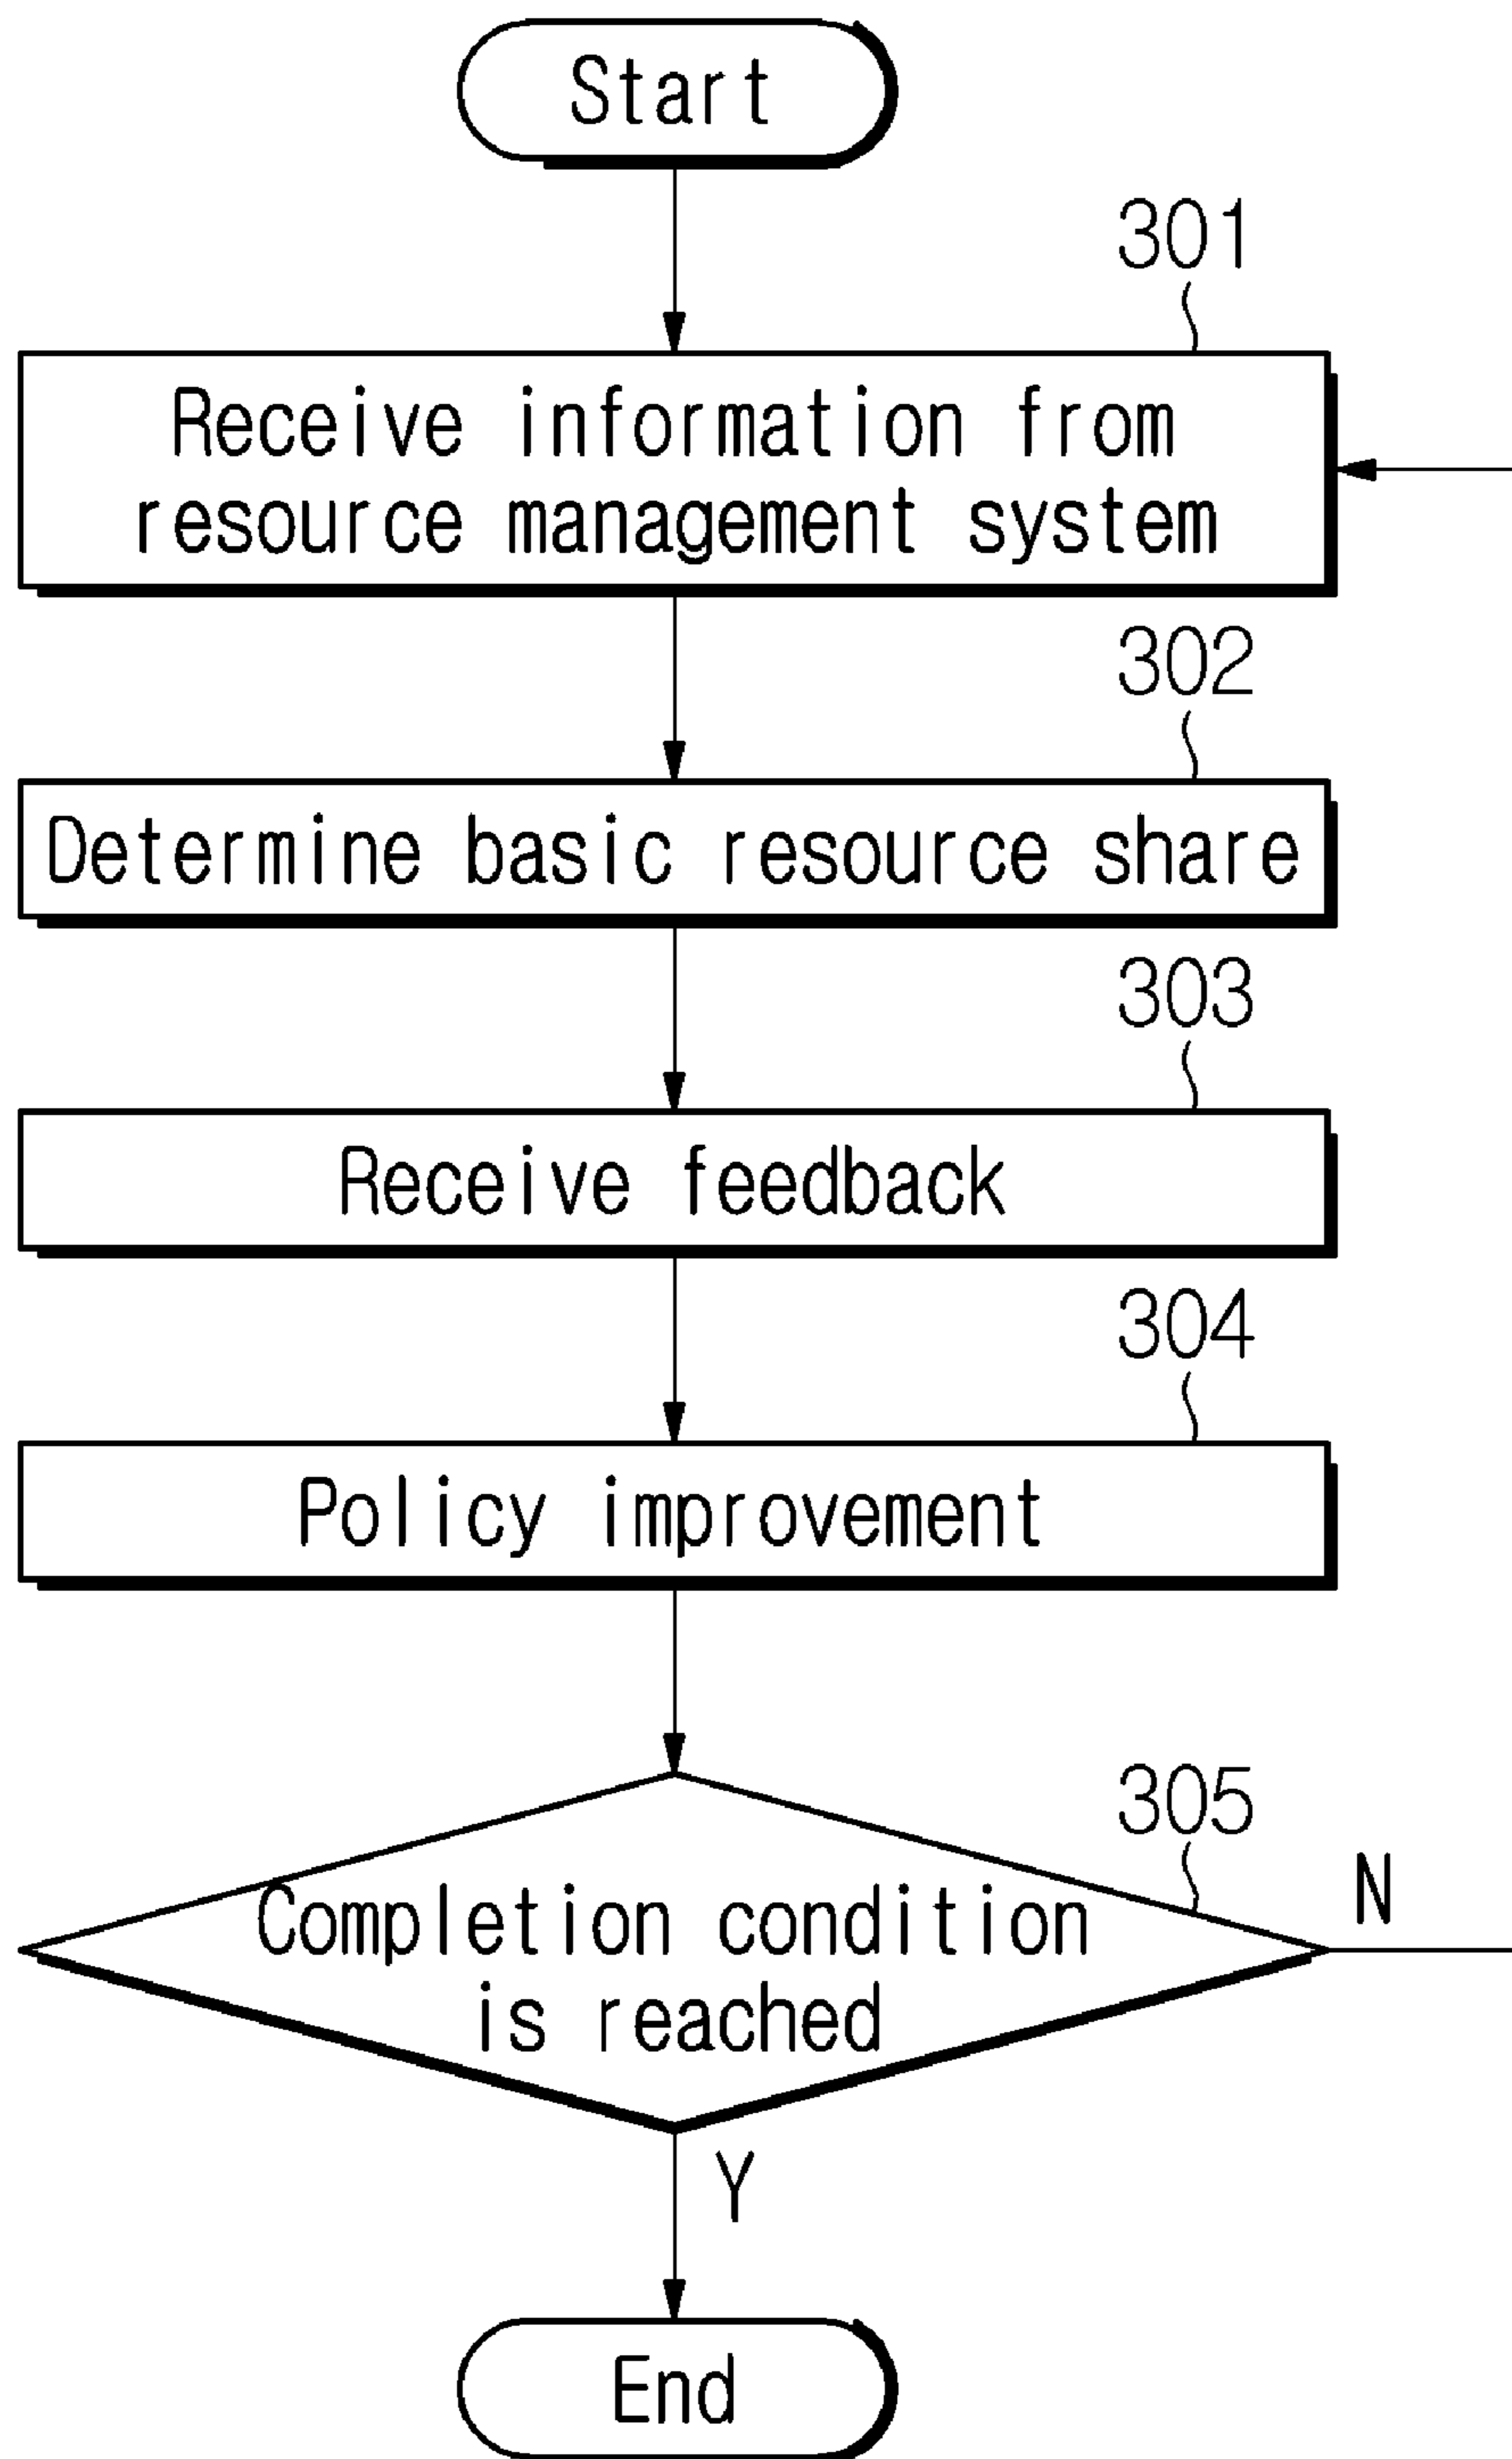 Start
301
Receive information from
resource management system
302
Determine basic resource share
303
Receive feedback
304
Policy improvement
305
Completion condition
is reached
N
Y
End